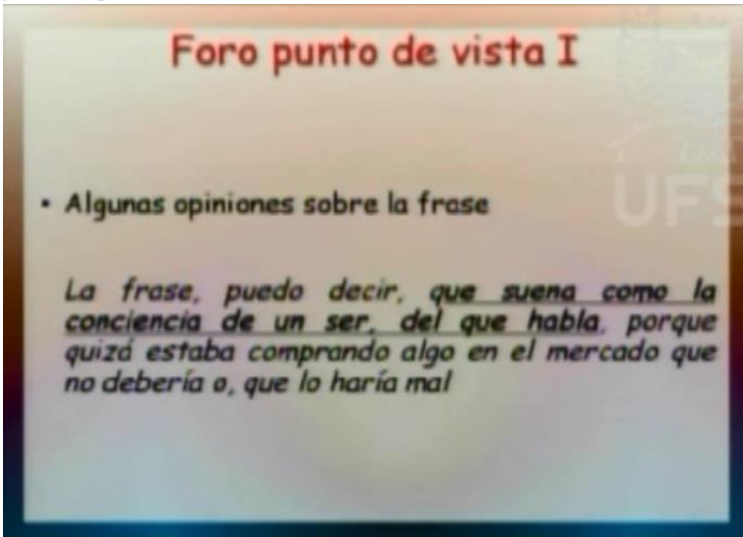 Foro punto de vista I
UFS
• Algunas opiniones sobre la frase
La frase, puedo decir, que suena como la
conciencia de un ser, del que habla, porque
quizá estaba comprando algo en el mercado que
no debería o, que lo haría mal